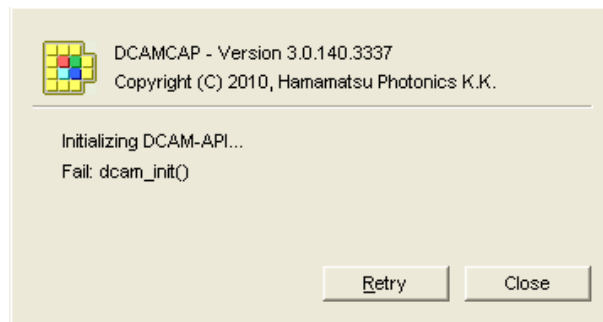 DCAMCAP - Version 3.0.140.3337
Copyright (C) 2010, Hamamatsu Photonics K.K.
Initializing DCAM-API...
Fail: dcam_init()
Retry
Close